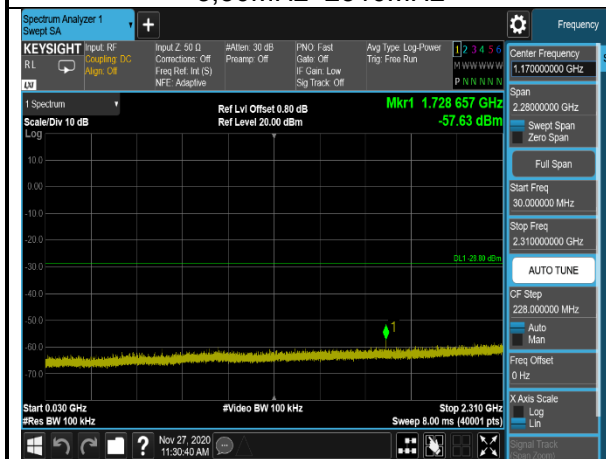 Spectrum Analyzer 1
Swept SA
Frequency
KEYSIGHT
RL
LXI
Input: RF
Coupling: DC
Align: Off
Input Z: 50 Ω
Corrections: Off
Freq Ref: Int (S)
NFE: Adaptive
#Atten: 30 dB
Preamp: Off
PNO: Fast
Gate: Off
IF Gain: Low
Sig Track: Off
Avg Type: Log-Power
Trig: Free Run
1 2 3 4 5 6
M W W W W W
P N N N N N
1 Spectrum
Scale/Div 10 dB
Log
Ref Lvl Offset 0.80 dB
Ref Level 20.00 dBm
Mkr1 1.728 657 GHz
-57.63 dBm
10.0
0.00
-10.0
-20.0
-30.0
-40.0
-50.0
-60.0
-70.0
1
Start 0.030 GHz
#Res BW 100 kHz
#Video BW 100 kHz
Stop 2.310 GHz
Sweep 8.00 ms (40001 pts)
Nov 27, 2020
11:30:40 AM
Center Frequency
1.170000000 GHz
Span
2.28000000 GHz
Swept Span
Zero Span
Full Span
Start Freq
30.000000 MHz
Stop Freq
2.310000000 GHz
AUTO TUNE
CF Step
228.000000 MHz
Auto
Man
Freq Offset
0 Hz
X Axis Scale
Log
Lin
Signal Track
(Span Zoom)